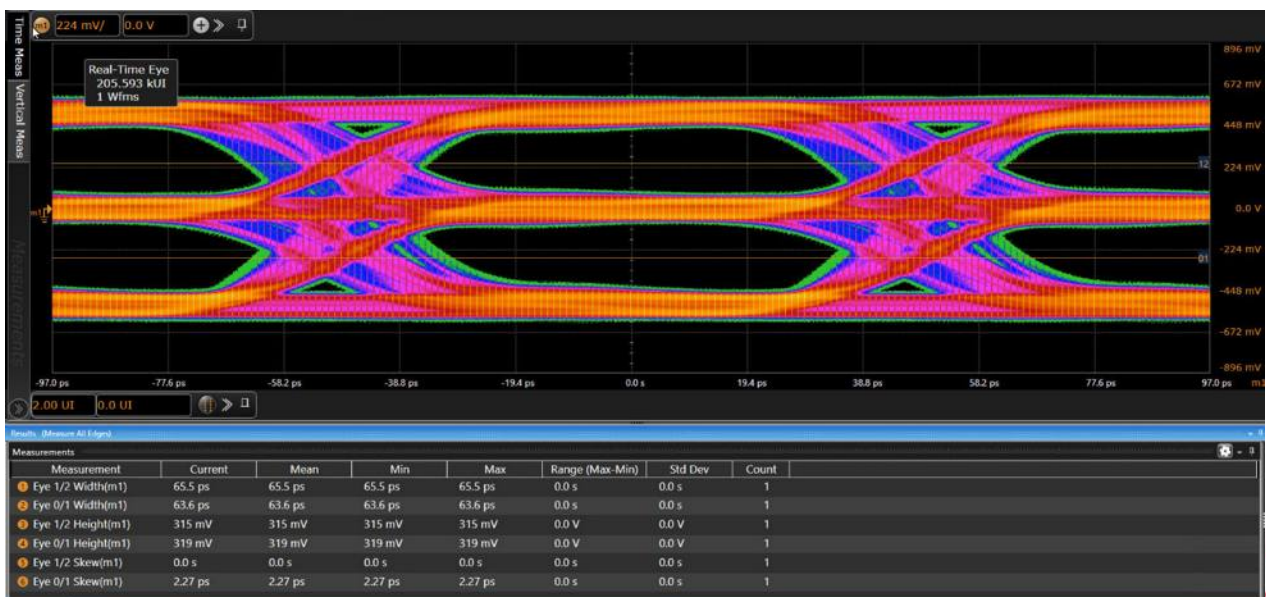 Time Meas
Vertical Meas
Measurements
m1 224 mV/ 0.0 V
Real-Time Eye
205.593 kUI
1 Wfms
896 mV
672 mV
448 mV
12 224 mV
m1 0.0 V
-224 mV
01
-448 mV
-672 mV
-896 mV
-97.0 ps -77.6 ps -58.2 ps -38.8 ps -19.4 ps 0.0 s 19.4 ps 38.8 ps 58.2 ps 77.6 ps 97.0 ps m1
2.00 UI 0.0 UI
Results (Measure All Edges)
Measurements
Measurement Current Mean Min Max Range (Max-Min) Std Dev Count
1 Eye 1/2 Width(m1) 65.5 ps 65.5 ps 65.5 ps 65.5 ps 0.0 s 0.0 s 1
2 Eye 0/1 Width(m1) 63.6 ps 63.6 ps 63.6 ps 63.6 ps 0.0 s 0.0 s 1
3 Eye 1/2 Height(m1) 315 mV 315 mV 315 mV 315 mV 0.0 V 0.0 V 1
4 Eye 0/1 Height(m1) 319 mV 319 mV 319 mV 319 mV 0.0 V 0.0 V 1
5 Eye 1/2 Skew(m1) 0.0 s 0.0 s 0.0 s 0.0 s 0.0 s 0.0 s 1
6 Eye 0/1 Skew(m1) 2.27 ps 2.27 ps 2.27 ps 2.27 ps 0.0 s 0.0 s 1